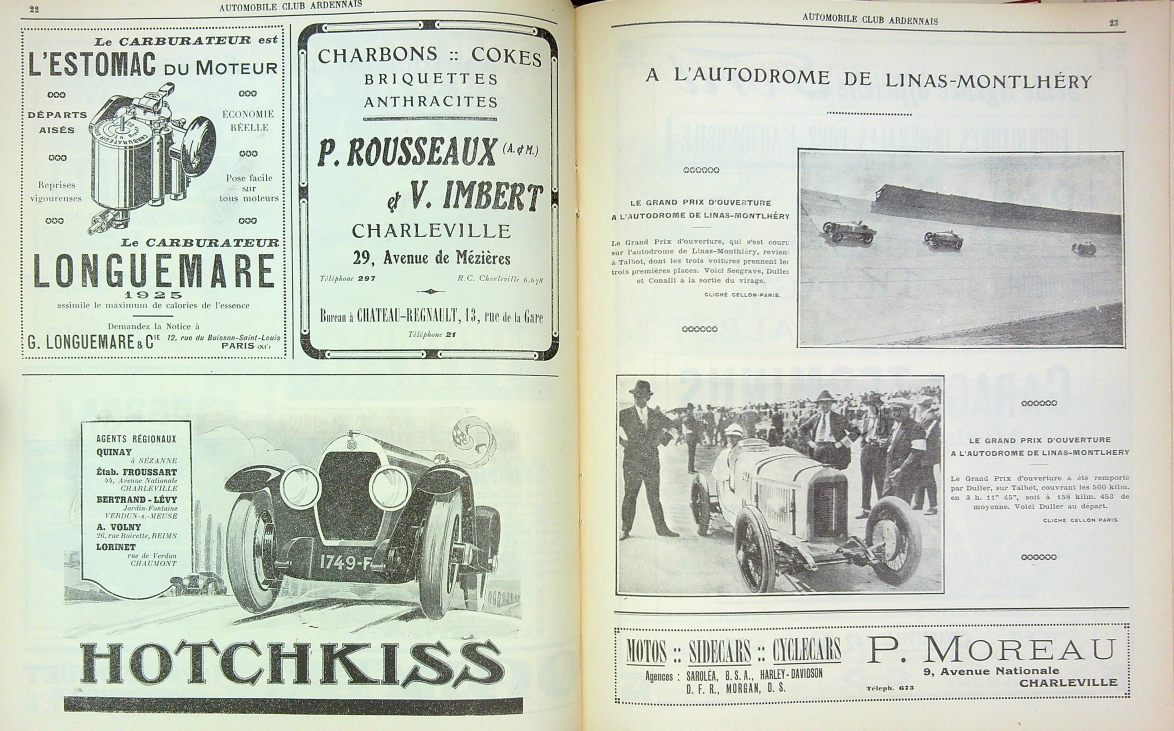 22
AUTOMOBILE CLUB ARDENNAIS
Le CARBURATEUR est
L'ESTOMAC DU MOTEUR
DÉPARTS
AISÉS
Reprises
vigoureuses
ÉCONOMIE
RÉELLE
Pose facile
sur
tous moteurs
Le CARBURATEUR
LONGUEMARE
1925
assimile le maximum de calories de l'essence
Demandez la Notice à
G. LONGUEMARE & Cie 12, rue du Buisson-Saint-Louis
PARIS (XIe)
CHARBONS :: COKES
BRIQUETTES
ANTHRACITES
P. ROUSSEAUX (A. & M.)
& V. IMBERT
CHARLEVILLE
29, Avenue de Mézières
Téléphone 297 R.C. Charleville 6.678
Bureau à CHATEAU-REGNAULT, 13, rue de la Gare
Téléphone 21
AGENTS RÉGIONAUX
QUINAY
à SÉZANNE
Étab. FROUSSART
44, Avenue Nationale
CHARLEVILLE
BERTRAND-LÉVY
Jardin-Fontaine
VERDUN-s.-MEUSE
A. VOLNY
26, rue Buirette, REIMS
LORINET
rue de Verdun
CHAUMONT
1749-F
HOTCHKISS
AUTOMOBILE CLUB ARDENNAIS
23
A L'AUTODROME DE LINAS-MONTLHÉRY
LE GRAND PRIX D'OUVERTURE
A L'AUTODROME DE LINAS-MONTLHÉRY
Le Grand Prix d'ouverture, qui s'est couru
sur l'autodrome de Linas-Montlhéry, revient
à Talbot, dont les trois voitures prennent les
trois premières places. Voici Seegrave, Duller
et Conalli à la sortie du virage.
CLICHÉ CELLON-PARIS.
LE GRAND PRIX D'OUVERTURE
A L'AUTODROME DE LINAS-MONTLHERY
Le Grand Prix d'ouverture a été remporté
par Duller, sur Talbot, couvrant les 500 kilm.
en 3 h. 11" 45", soit à 158 kilm. 453 de
moyenne. Voici Duller au départ.
CLICHE CELLON PARIS
MOTOS :: SIDECARS :: CYCLECARS
Agences : SAROLÉA, B.S.A., HARLEY-DAVIDSON
D.F.R., MORGAN, D.S.
P. MOREAU
9, Avenue Nationale
Téleph. 673 CHARLEVILLE